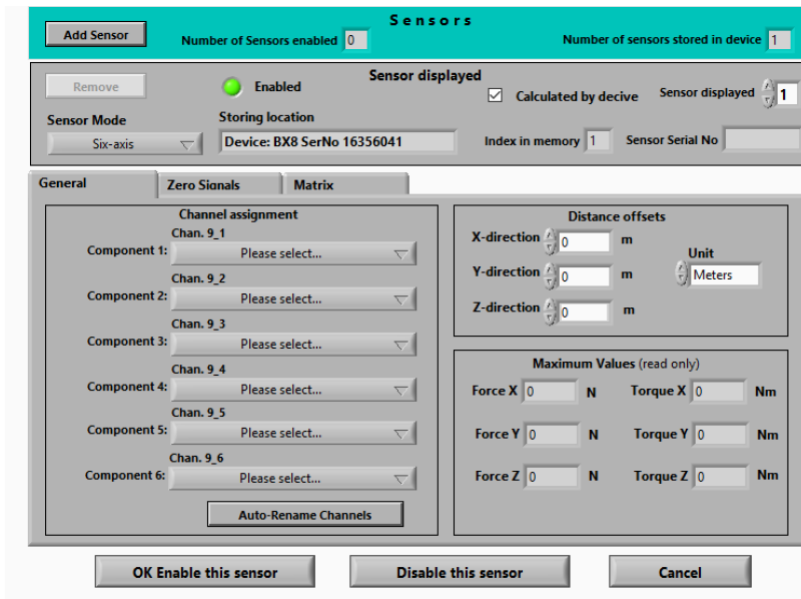 Sensors
Add Sensor
Number of Sensors enabled 0
Number of sensors stored in device 1
Sensor displayed
Remove
Enabled
Calculated by decive
Sensor displayed 1
Sensor Mode
Six-axis
Storing location
Device: BX8 SerNo 16356041
Index in memory 1
Sensor Serial No
General
Zero Signals
Matrix
Channel assignment
Chan. 9_1
Component 1: Please select...
Chan. 9_2
Component 2: Please select...
Chan. 9_3
Component 3: Please select...
Chan. 9_4
Component 4: Please select...
Chan. 9_5
Component 5: Please select...
Chan. 9_6
Component 6: Please select...
Auto-Rename Channels
Distance offsets
X-direction 0 m
Y-direction 0 m
Z-direction 0 m
Unit
Meters
Maximum Values (read only)
Force X 0 N Torque X 0 Nm
Force Y 0 N Torque Y 0 Nm
Force Z 0 N Torque Z 0 Nm
OK Enable this sensor
Disable this sensor
Cancel